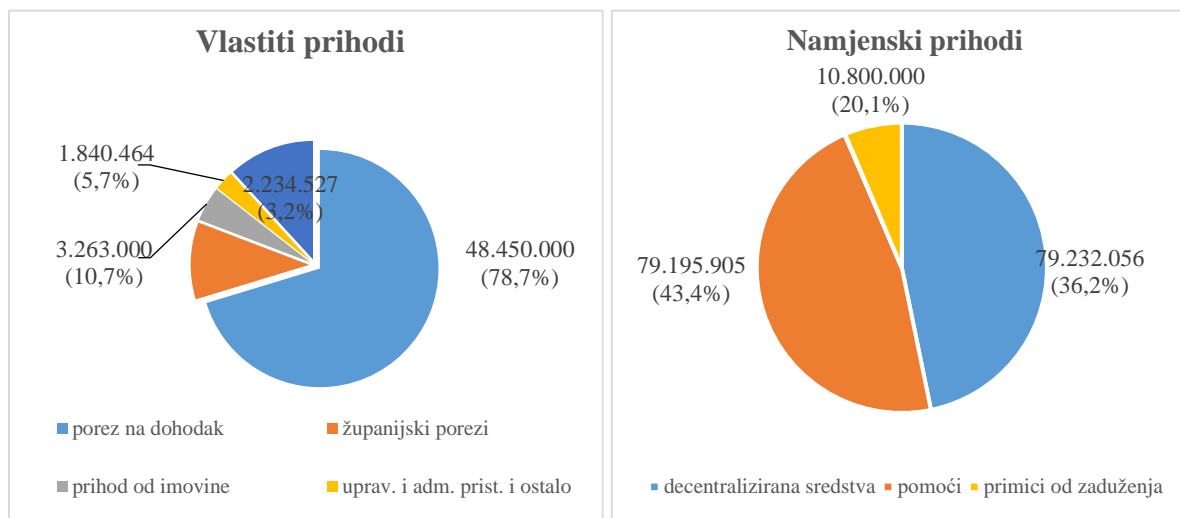 Vlastiti prihodi
1.840.464
(5,7%)
2.234.527
(3,2%)
3.263.000
(10,7%)
48.450.000
(78,7%)
porez na dohodak
županijski porezi
prihod od imovine
uprav. i adm. prist. i ostalo
Namjenski prihodi
10.800.000
(20,1%)
79.195.905
(43,4%)
79.232.056
(36,2%)
decentralizirana sredstva
pomoći
primici od zaduženja